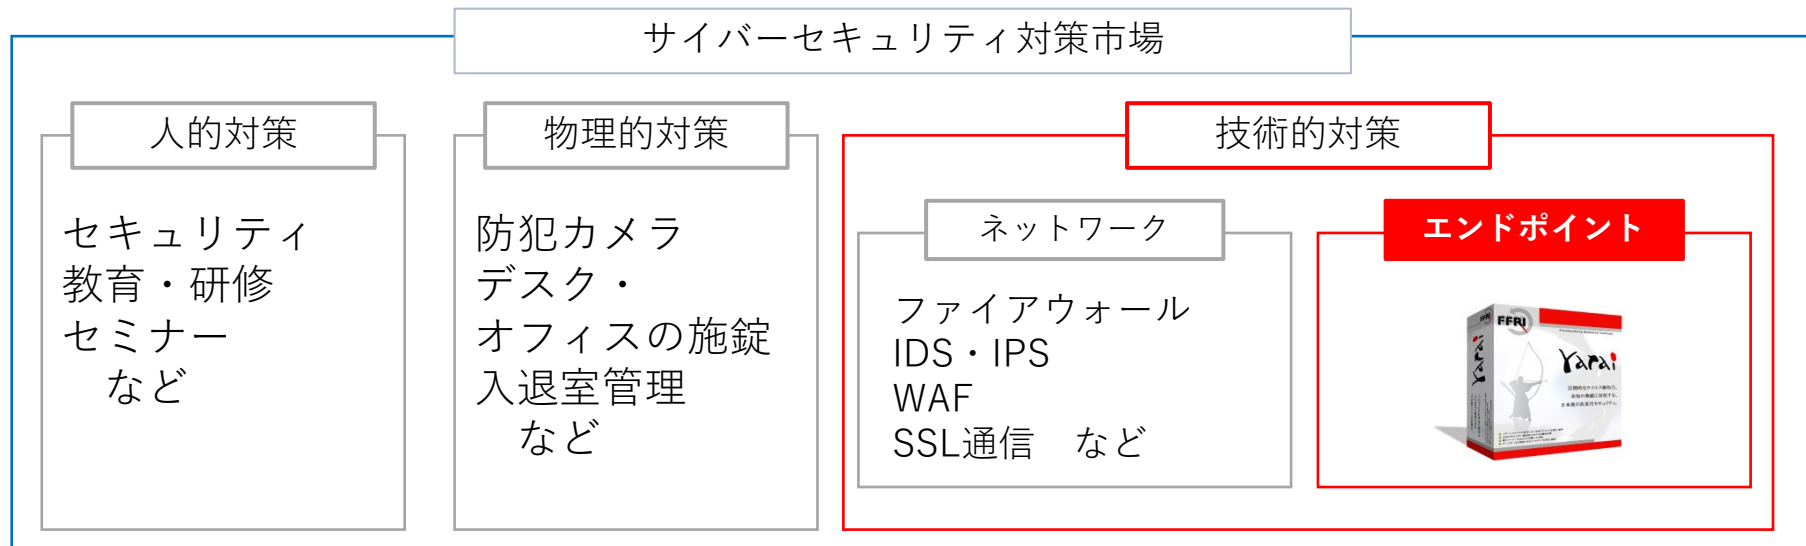 サイバーセキュリティ対策市場
人的対策
セキュリティ
教育・研修
セミナー
など
物理的対策
防犯カメラ
デスク・
オフィスの施錠
入退室管理
など
技術的対策
ネットワーク
ファイアウォール
IDS・IPS
WAF
SSL通信　など
エンドポイント
FFRI
FFRI
yarai
yarai